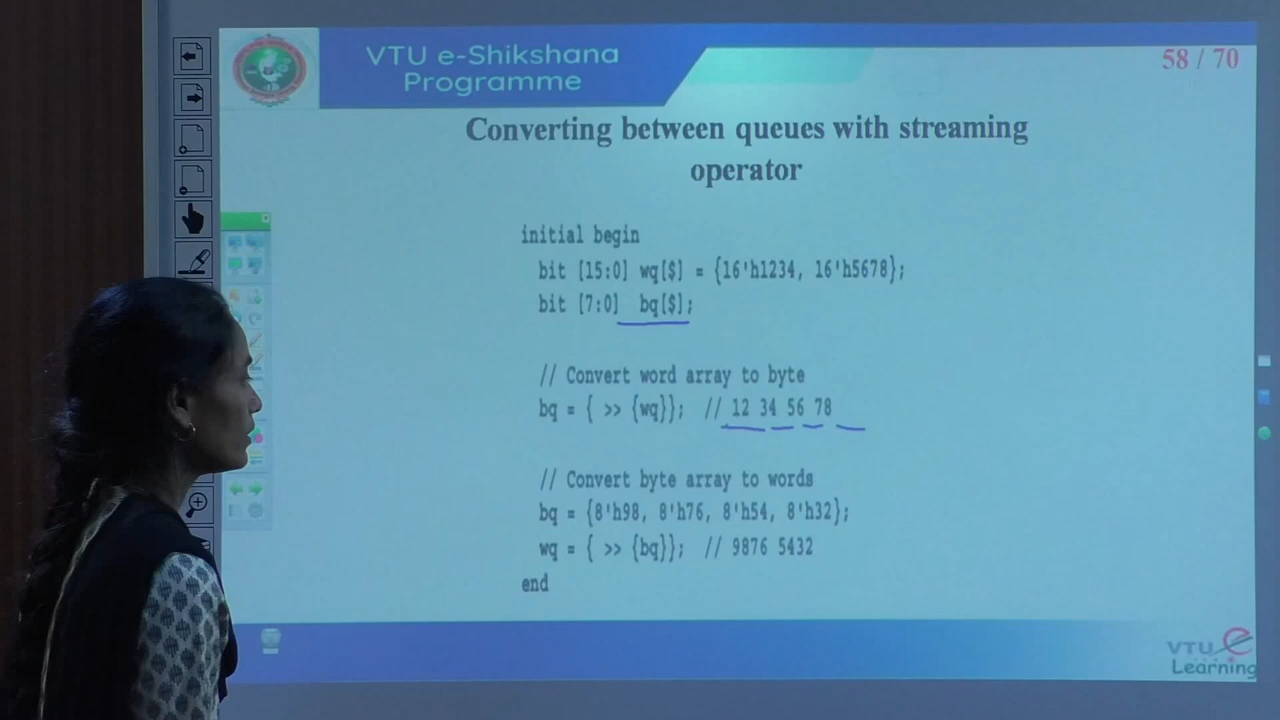 VTU e-Shikshana
Programme
58 / 70
Converting between queues with streaming
operator
initial begin
bit [15:0] wq[$] = {16'h1234, 16'h5678};
bit [7:0] bq[$];
// Convert word array to byte
bq = { >> {wq}}; // 12 34 56 78
// Convert byte array to words
bq = {8'h98, 8'h76, 8'h54, 8'h32};
wq = { >> {bq}}; // 9876 5432
end
VTU e
Learning